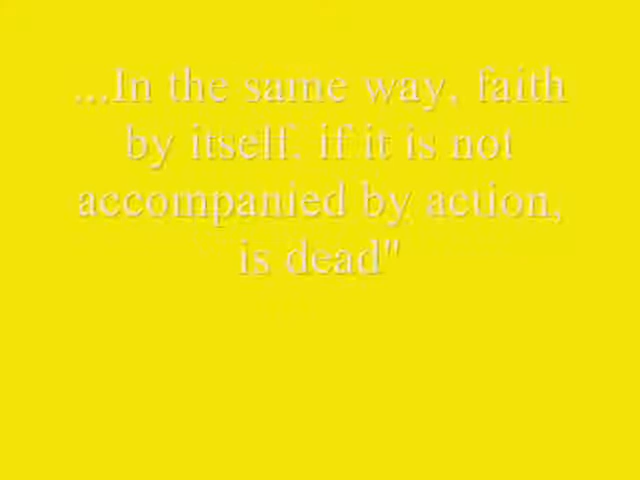 ...In the same way, faith
by itself, if it is not
accompanied by action,
is dead"